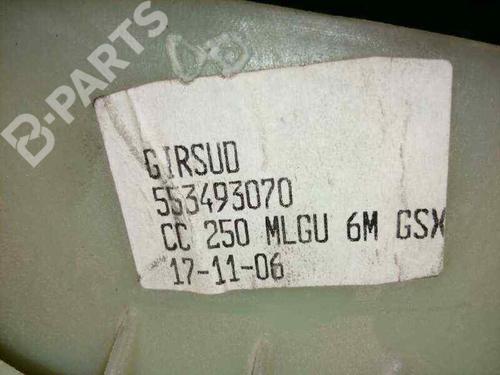 B-PARTS
GIRSUD
553493070
CC 250 MLGU 6M GSX
17-11-06